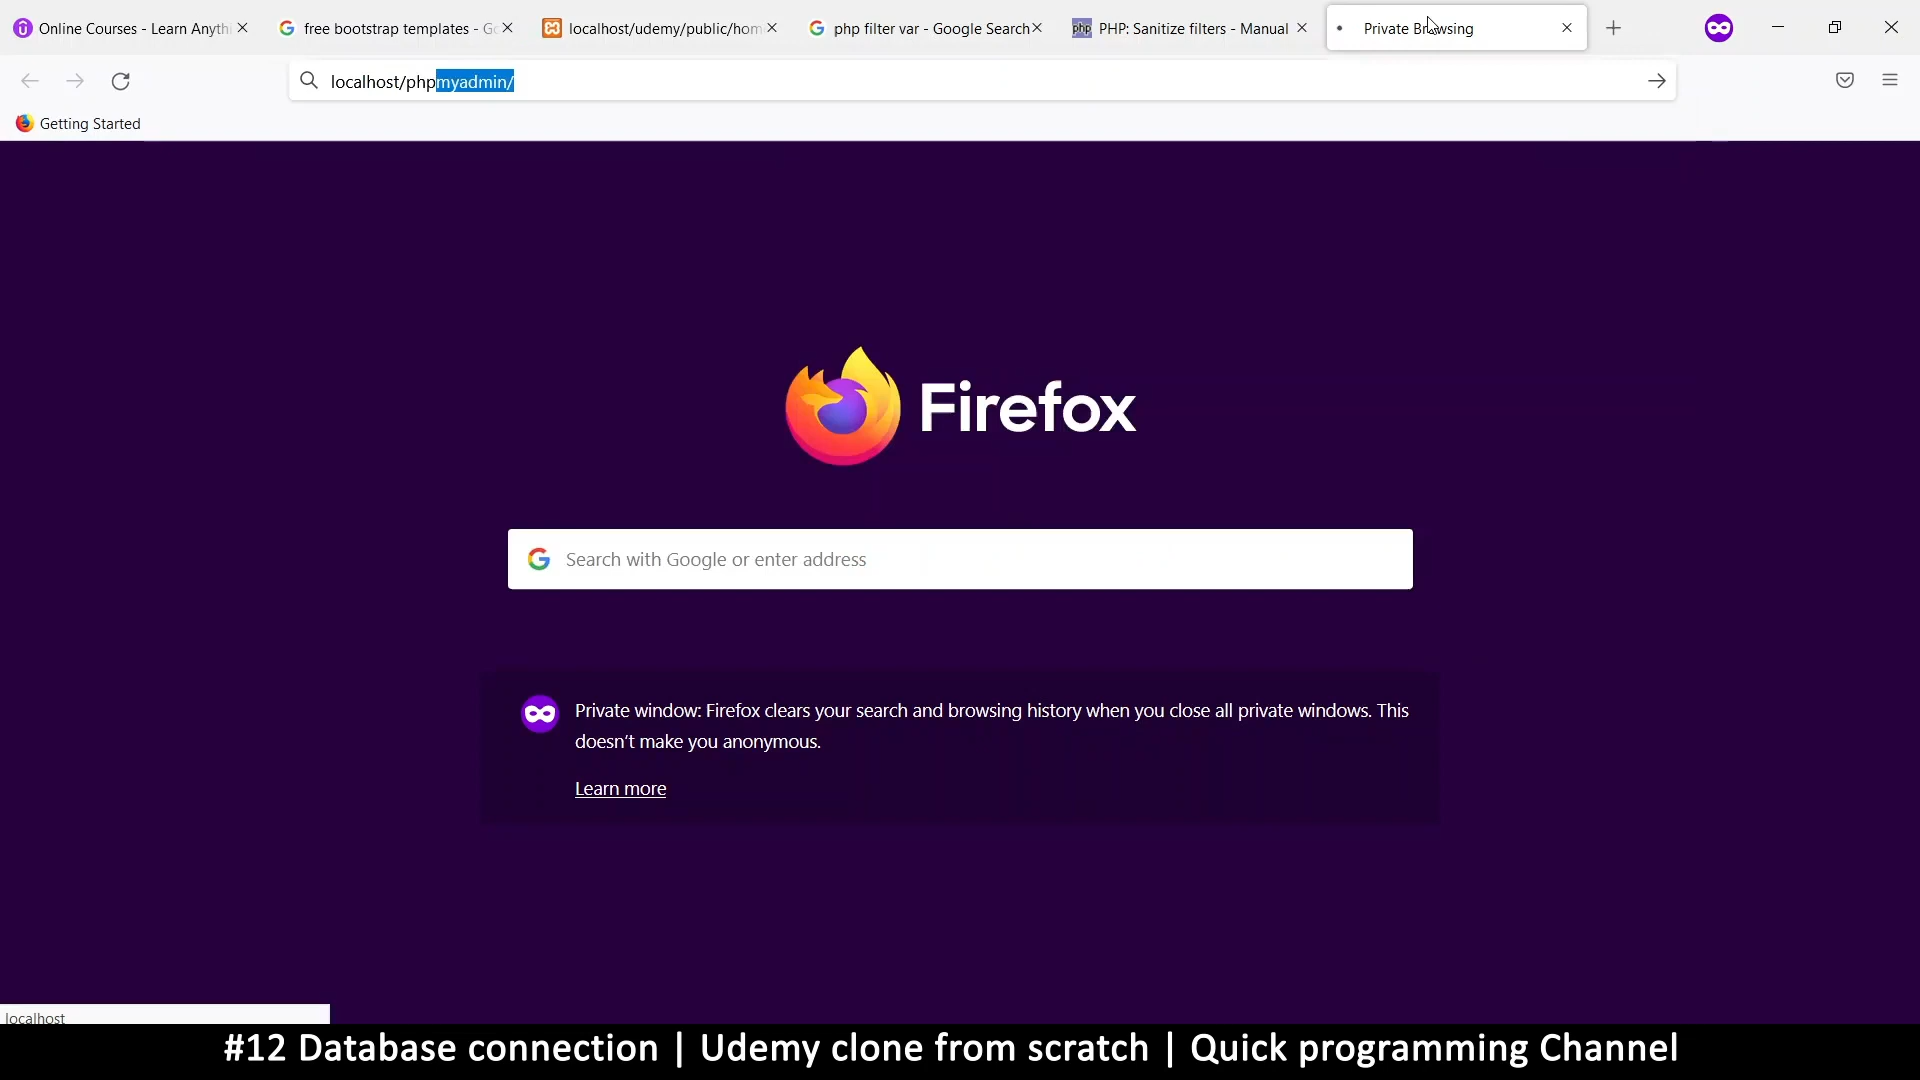 Online Courses - Learn Anythi
free bootstrap templates - Go
localhost/udemy/public/hom
php filter var - Google Search
php
PHP: Sanitize filters - Manual
Private Browsing
localhost/phpmyadmin/
Getting Started
Firefox
Search with Google or enter address
Private window: Firefox clears your search and browsing history when you close all private windows. This
doesn't make you anonymous.
Learn more
localhost
#12 Database connection | Udemy clone from scratch | Quick programming Channel